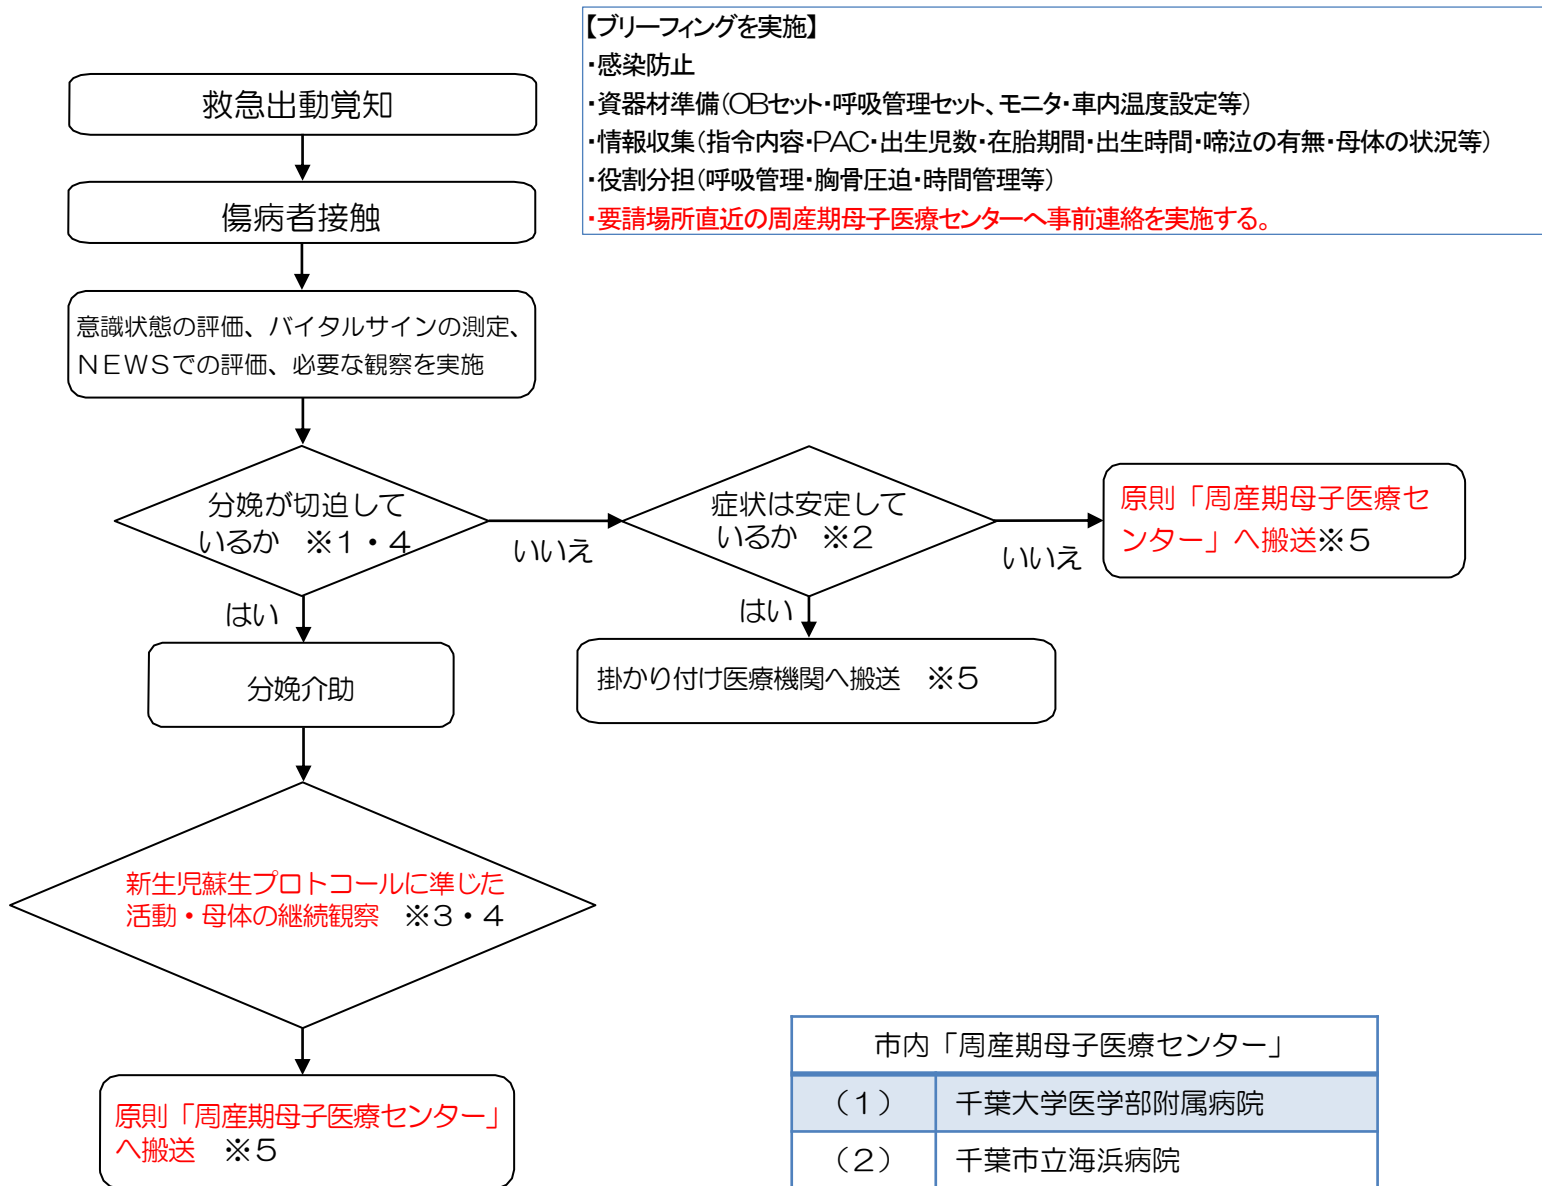 【ブリーフィングを実施】
・感染防止
・資器材準備(OBセット・呼吸管理セット、モニタ・車内温度設定等)
・情報収集(指令内容・PAC・出生児数・在胎期間・出生時間・啼泣の有無・母体の状況等)
・役割分担(呼吸管理・胸骨圧迫・時間管理等)
・要請場所直近の周産期母子医療センターへ事前連絡を実施する。
救急出動覚知
傷病者接触
意識状態の評価、バイタルサインの測定、
NEWSでの評価、必要な観察を実施
分娩が切迫して
いるか ※1・4
いいえ
はい
症状は安定して
いるか ※2
いいえ
はい
原則「周産期母子医療セ
ンター」へ搬送※5
掛かり付け医療機関へ搬送 ※5
分娩介助
新生児蘇生プロトコールに準じた
活動・母体の継続観察 ※3・4
原則「周産期母子医療センター」
へ搬送 ※5
市内「周産期母子医療センター」
(1) 千葉大学医学部附属病院
(2) 千葉市立海浜病院